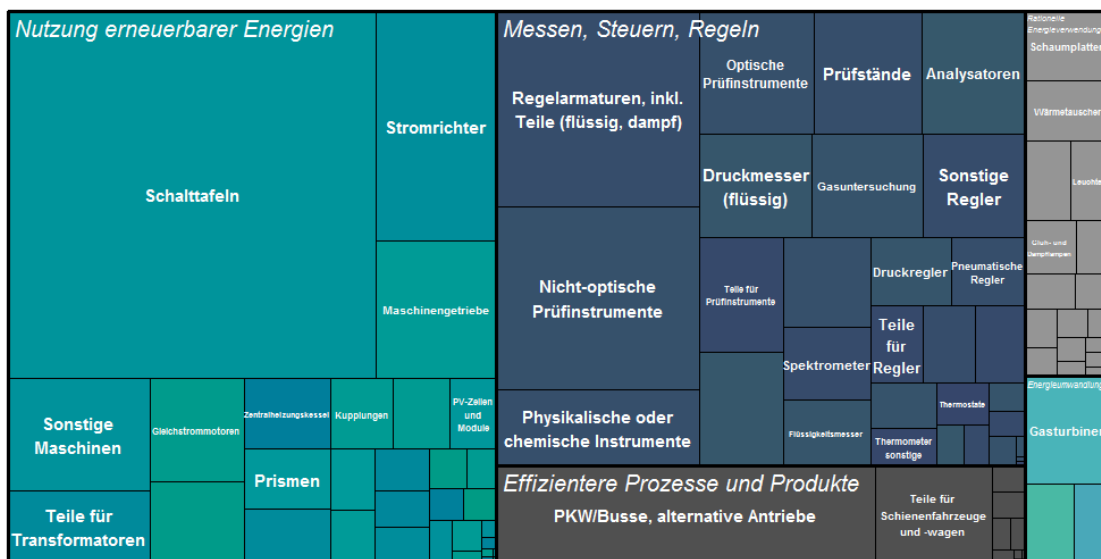 Nutzung erneuerbarer Energien
Schalttafeln
Stromrichter
Maschinengetriebe
Sonstige
Maschinen
Teile für
Transformatoren
Gleichstrommotoren
Zentralheizungskessel
Prismen
Kupplungen
PV-Zellen
und
Module
Messen, Steuern, Regeln
Regelarmaturen, inkl.
Teile (flüssig, dampf)
Nicht-optische
Prüfinstrumente
Physikalische oder
chemische Instrumente
Optische
Prüfinstrumente
Prüfstände
Analysatoren
Druckmesser
(flüssig)
Gasuntersuchung
Sonstige
Regler
Teile für
Prüfinstrumente
Spektrometer
Flüssigkeitsmesser
Druckregler
Pneumatische
Regler
Teile
für
Regler
Thermostate
Thermometer
sonstige
Effizientere Prozesse und Produkte
PKW/Busse, alternative Antriebe
Teile für
Schienenfahrzeuge
und -wagen
Rationelle
Energieverwendung
Schaumplatten
Wärmetauscher
Leuchte
Glüh- und
Dampflampen
Energieumwandlung
Gasturbinen